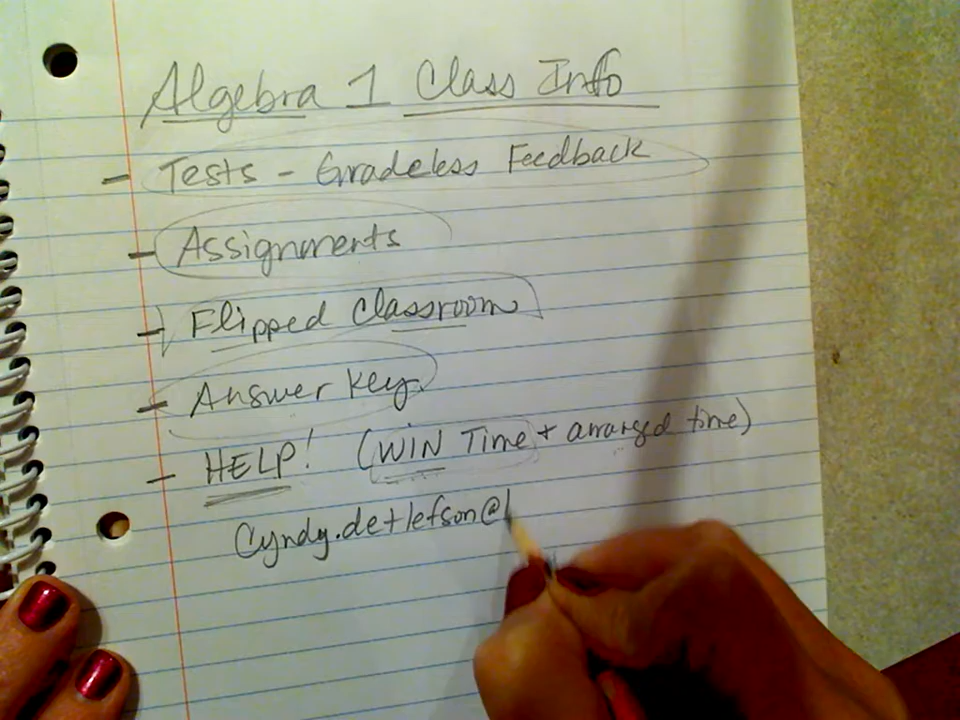 Algebra 1 Class Info
- Tests - Gradeless Feedback
- Assignments
- Flipped Classroom
- Answer Key
- HELP! (WIN Time + arranged time)
Cyndy.detlefson@l